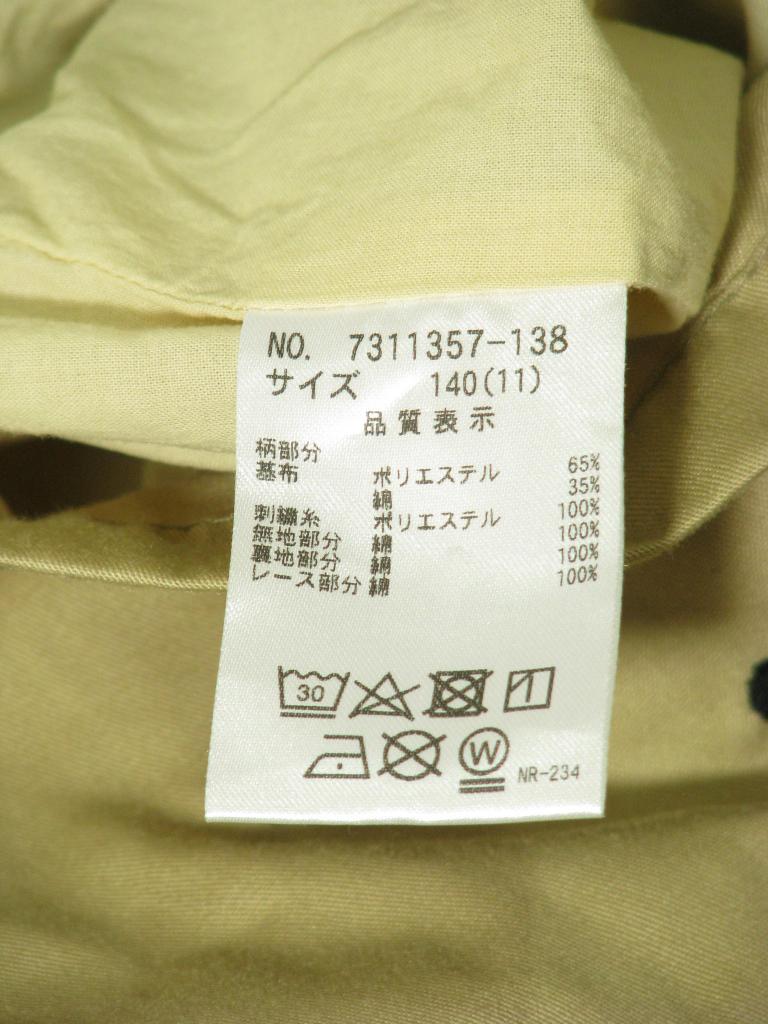 NO. 7311357-138
サイズ 140(11)
品質表示
柄部分
基布 ポリエステル 65%
綿 35%
刺繍糸 ポリエステル 100%
無地部分 綿 100%
裏地部分 綿 100%
レース部分 綿 100%
30
W NR-234